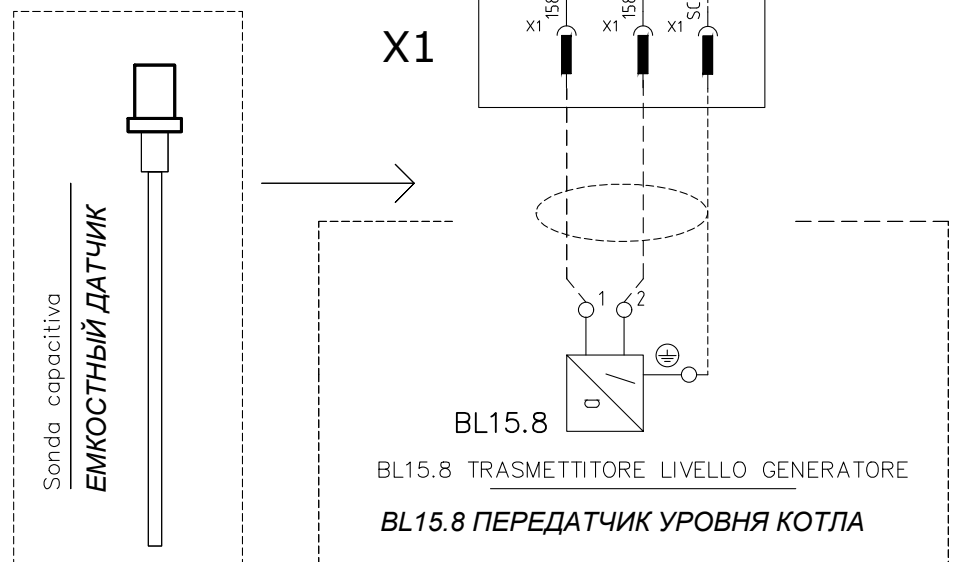 X1
X1
X1
X1
Sonda capacitiva
ЕМКОСТНЫЙ ДАТЧИК
1
2
BL15.8
BL15.8 TRASMETTITORE LIVELLO GENERATORE
BL15.8 ПЕРЕДАТЧИК УРОВНЯ КОТЛА